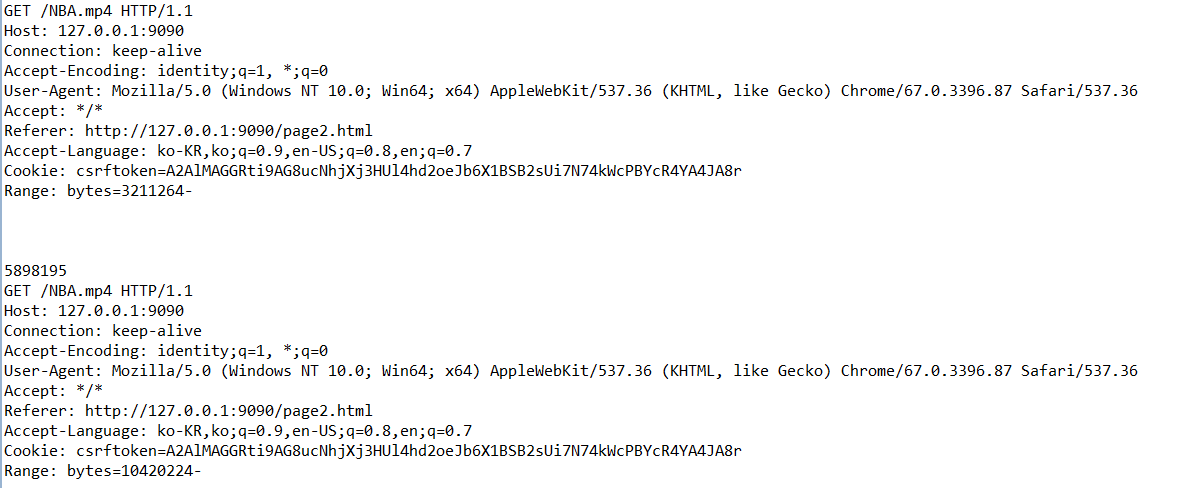 GET /NBA.mp4 HTTP/1.1
Host: 127.0.0.1:9090
Connection: keep-alive
Accept-Encoding: identity;q=1, *;q=0
User-Agent: Mozilla/5.0 (Windows NT 10.0; Win64; x64) AppleWebKit/537.36 (KHTML, like Gecko) Chrome/67.0.3396.87 Safari/537.36
Accept: */*
Referer: http://127.0.0.1:9090/page2.html
Accept-Language: ko-KR,ko;q=0.9,en-US;q=0.8,en;q=0.7
Cookie: csrftoken=A2AlMAGGRti9AG8ucNhjXj3HUl4hd2oeJb6X1BSB2sUi7N74kWcPBYcR4YA4JA8r
Range: bytes=3211264-
5898195
GET /NBA.mp4 HTTP/1.1
Host: 127.0.0.1:9090
Connection: keep-alive
Accept-Encoding: identity;q=1, *;q=0
User-Agent: Mozilla/5.0 (Windows NT 10.0; Win64; x64) AppleWebKit/537.36 (KHTML, like Gecko) Chrome/67.0.3396.87 Safari/537.36
Accept: */*
Referer: http://127.0.0.1:9090/page2.html
Accept-Language: ko-KR,ko;q=0.9,en-US;q=0.8,en;q=0.7
Cookie: csrftoken=A2AlMAGGRti9AG8ucNhjXj3HUl4hd2oeJb6X1BSB2sUi7N74kWcPBYcR4YA4JA8r
Range: bytes=10420224-